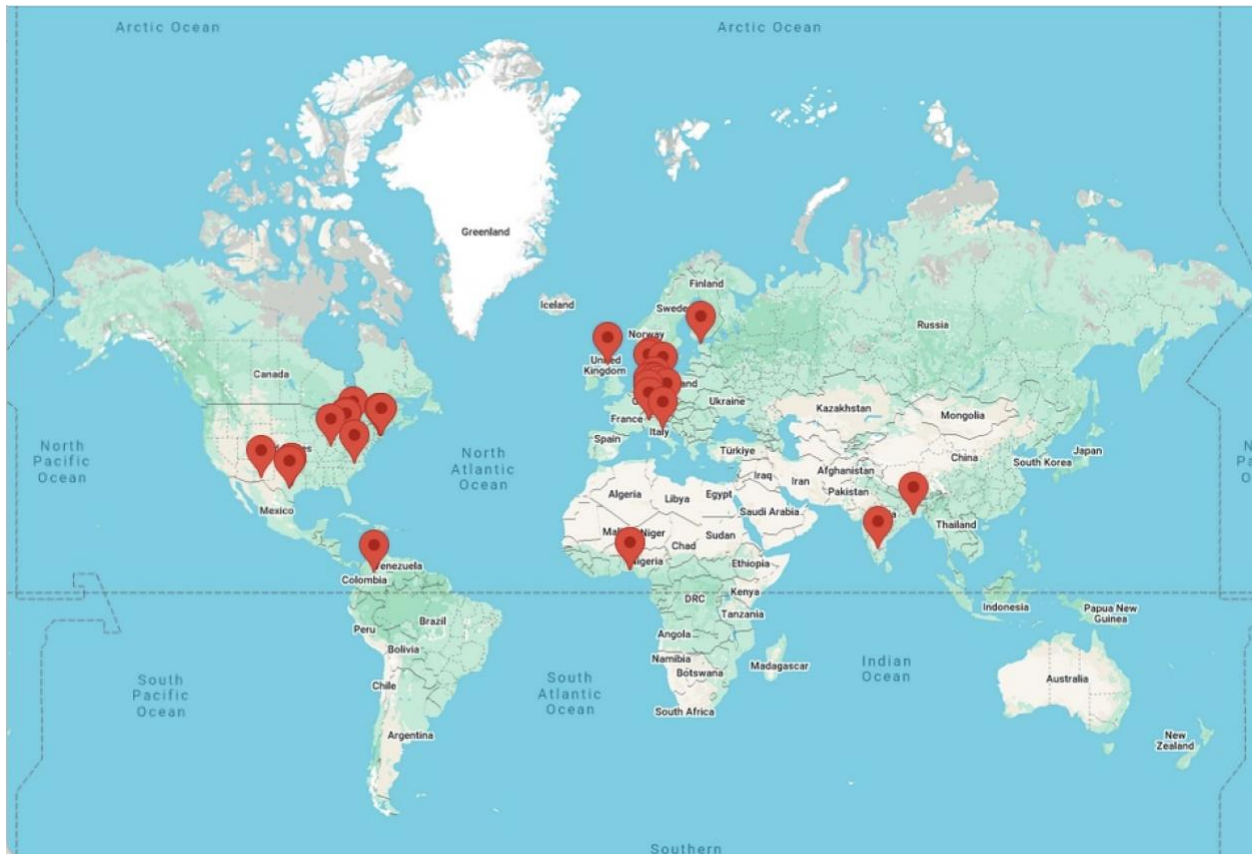 Arctic Ocean
Arctic Ocean
Greenland
Iceland
Finland
Norway
Russia
Canada
United
Kingdom
Ukraine
Kazakhstan
Mongolia
France
Italy
Spain
Türkiye
North
Pacific
Ocean
North
Atlantic
Ocean
China
Japan
South Korea
Afghanistan
Iraq
Iran
Pakistan
Algeria
Libya
Egypt
Saudi Arabia
Mexico
Niger
Sudan
Chad
Thailand
Ethiopia
Colombia
Kenya
DRC
Indonesia
Papua New
Guinea
Tanzania
Peru
Brazil
Bolivia
Angola
Namibia
Botswana
Madagascar
Indian
Ocean
South
Pacific
Ocean
South
Atlantic
Ocean
Chile
Australia
South Africa
Argentina
New
Zealand
Southern